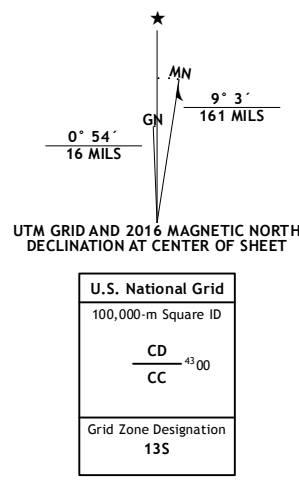 ★
MN
GN
9° 3´
161 MILS
0° 54´
16 MILS
UTM GRID AND 2016 MAGNETIC NORTH
DECLINATION AT CENTER OF SHEET
U.S. National Grid
100,000-m Square ID
CD
4300
CC
Grid Zone Designation
13S